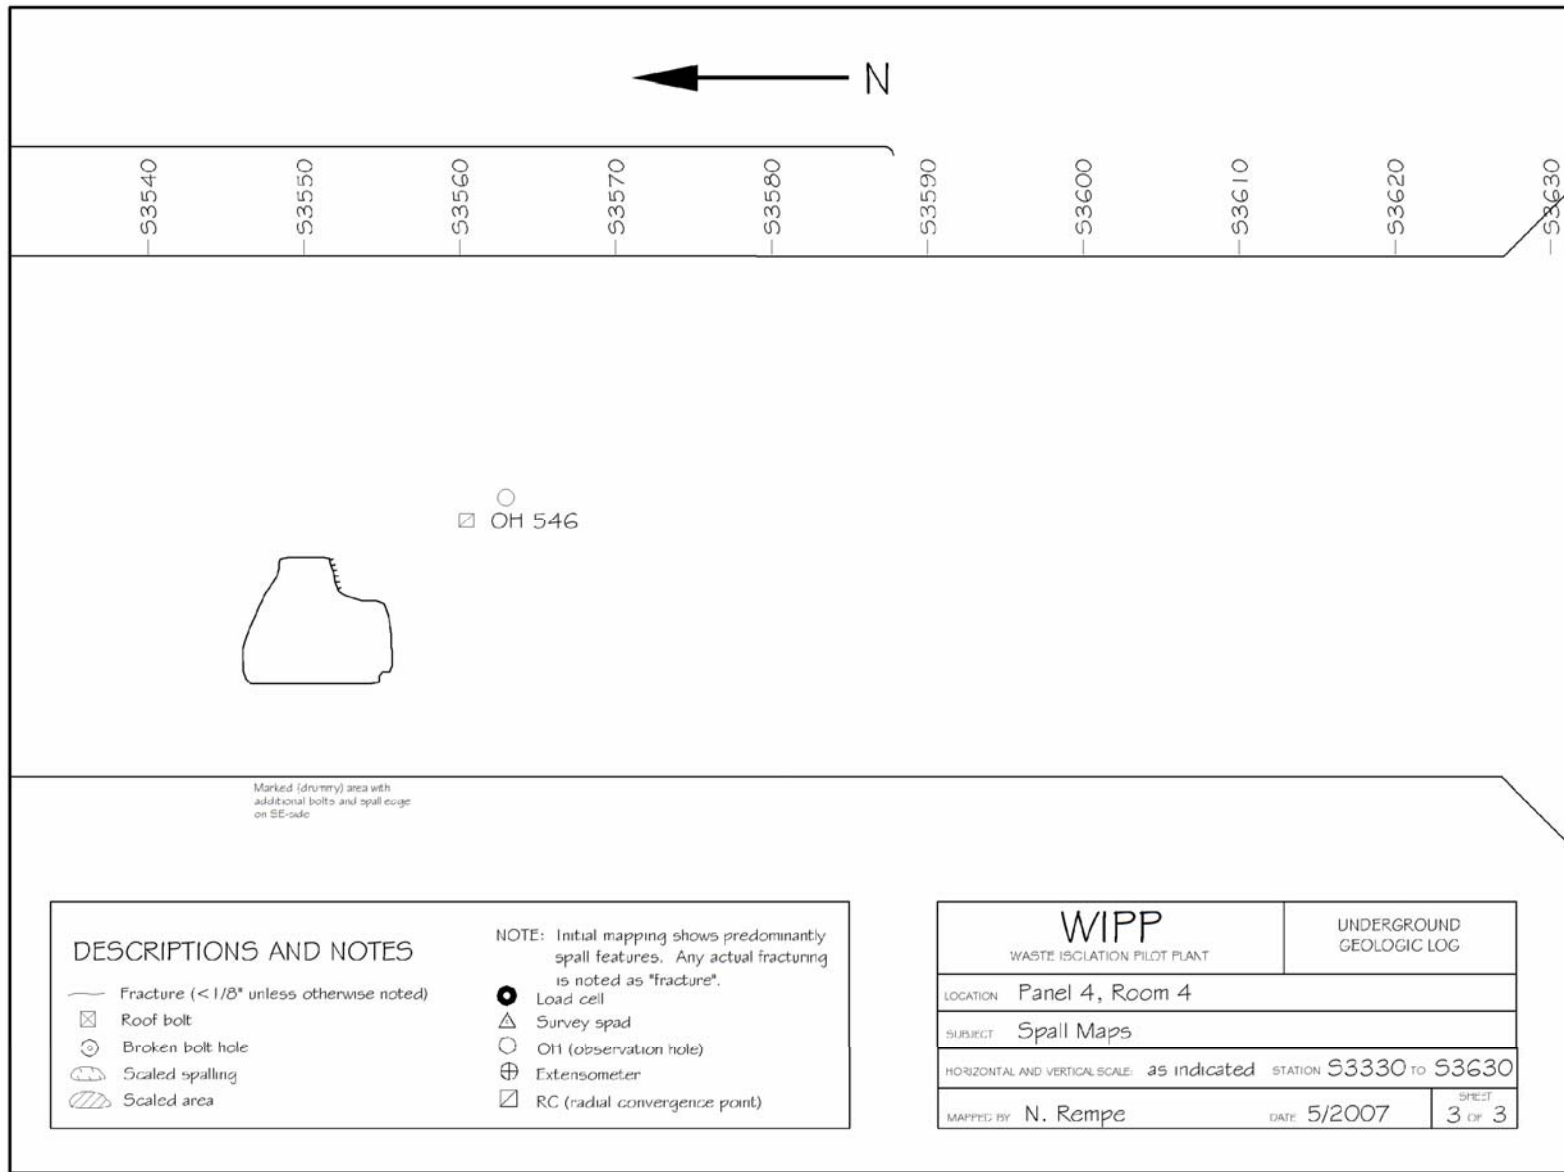 N
S3540
S3550
S3560
S3570
S3580
S3590
S3600
S3610
S3620
S3630
OH 546
Marked (drummy) area with
additional bolts and spall edge
on SE-side
DESCRIPTIONS AND NOTES
Fracture (<1/8" unless otherwise noted)
Roof bolt
Broken bolt hole
Scaled spalling
Scaled area
NOTE: Initial mapping shows predominantly
spall features. Any actual fracturing
is noted as "fracture".
Load cell
Survey spad
OH (observation hole)
Extensometer
RC (radial convergence point)
WIPP
WASTE ISOLATION PILOT PLANT
UNDERGROUND
GEOLOGIC LOG
LOCATION Panel 4, Room 4
SUBJECT Spall Maps
HORIZONTAL AND VERTICAL SCALE: as indicated STATION S3330 TO S3630
MAPPED BY N. Rempe DATE 5/2007
SHEET
3 OF 3